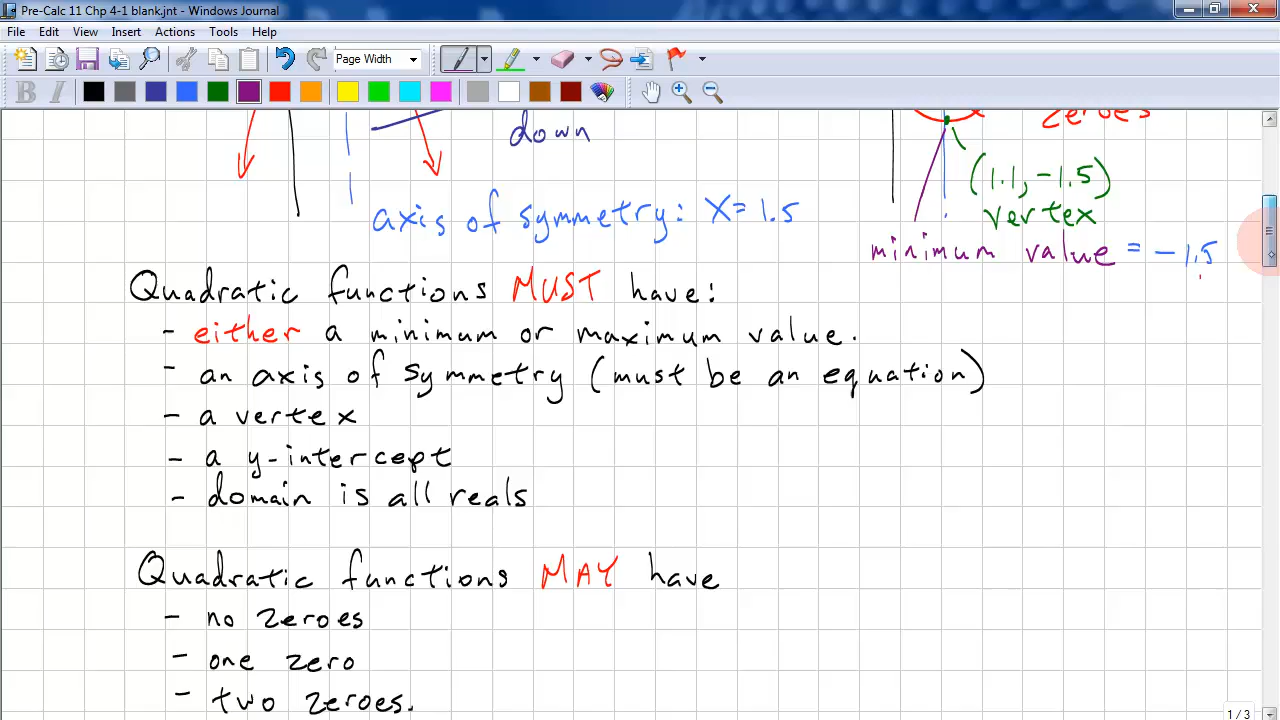 Pre-Calc 11 Chp 4-1 blank.jnt - Windows Journal
File Edit View Insert Actions Tools Help
Page Width
B I
zeroes
down
(1.1, -1.5)
vertex
axis of symmetry: x = 1.5
minimum value = -1.5
Quadratic functions MUST have:
- either a minimum or maximum value.
- an axis of symmetry (must be an equation)
- a vertex
- a y-intercept
- domain is all reals
Quadratic functions MAY have
- no zeroes
- one zero
- two zeroes.
1/3